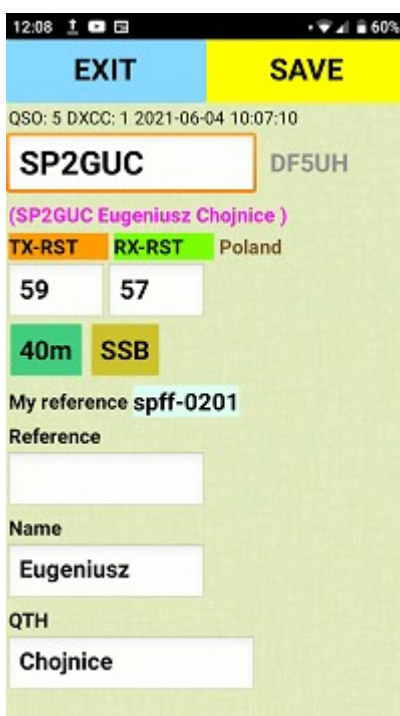 12:08 60%
EXIT SAVE
QSO: 5 DXCC: 1 2021-06-04 10:07:10
SP2GUC DF5UH
(SP2GUC Eugeniusz Chojnice )
TX-RST RX-RST Poland
59 57
40m SSB
My reference spff-0201
Reference
Name
Eugeniusz
QTH
Chojnice